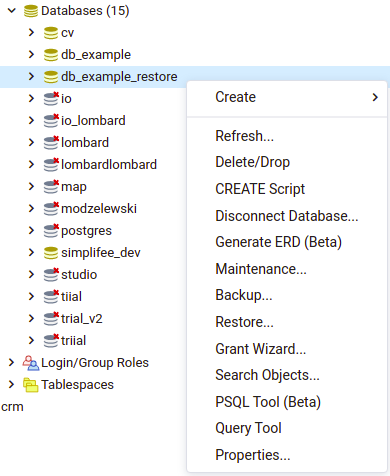 Databases (15)
cv
db_example
db_example_restore
io
io_lombard
lombard
lombardlombard
map
modzelewski
postgres
simplifee_dev
studio
tiial
trial_v2
triial
Login/Group Roles
Tablespaces
crm
Create
Refresh...
Delete/Drop
CREATE Script
Disconnect Database...
Generate ERD (Beta)
Maintenance...
Backup...
Restore...
Grant Wizard...
Search Objects...
PSQL Tool (Beta)
Query Tool
Properties...